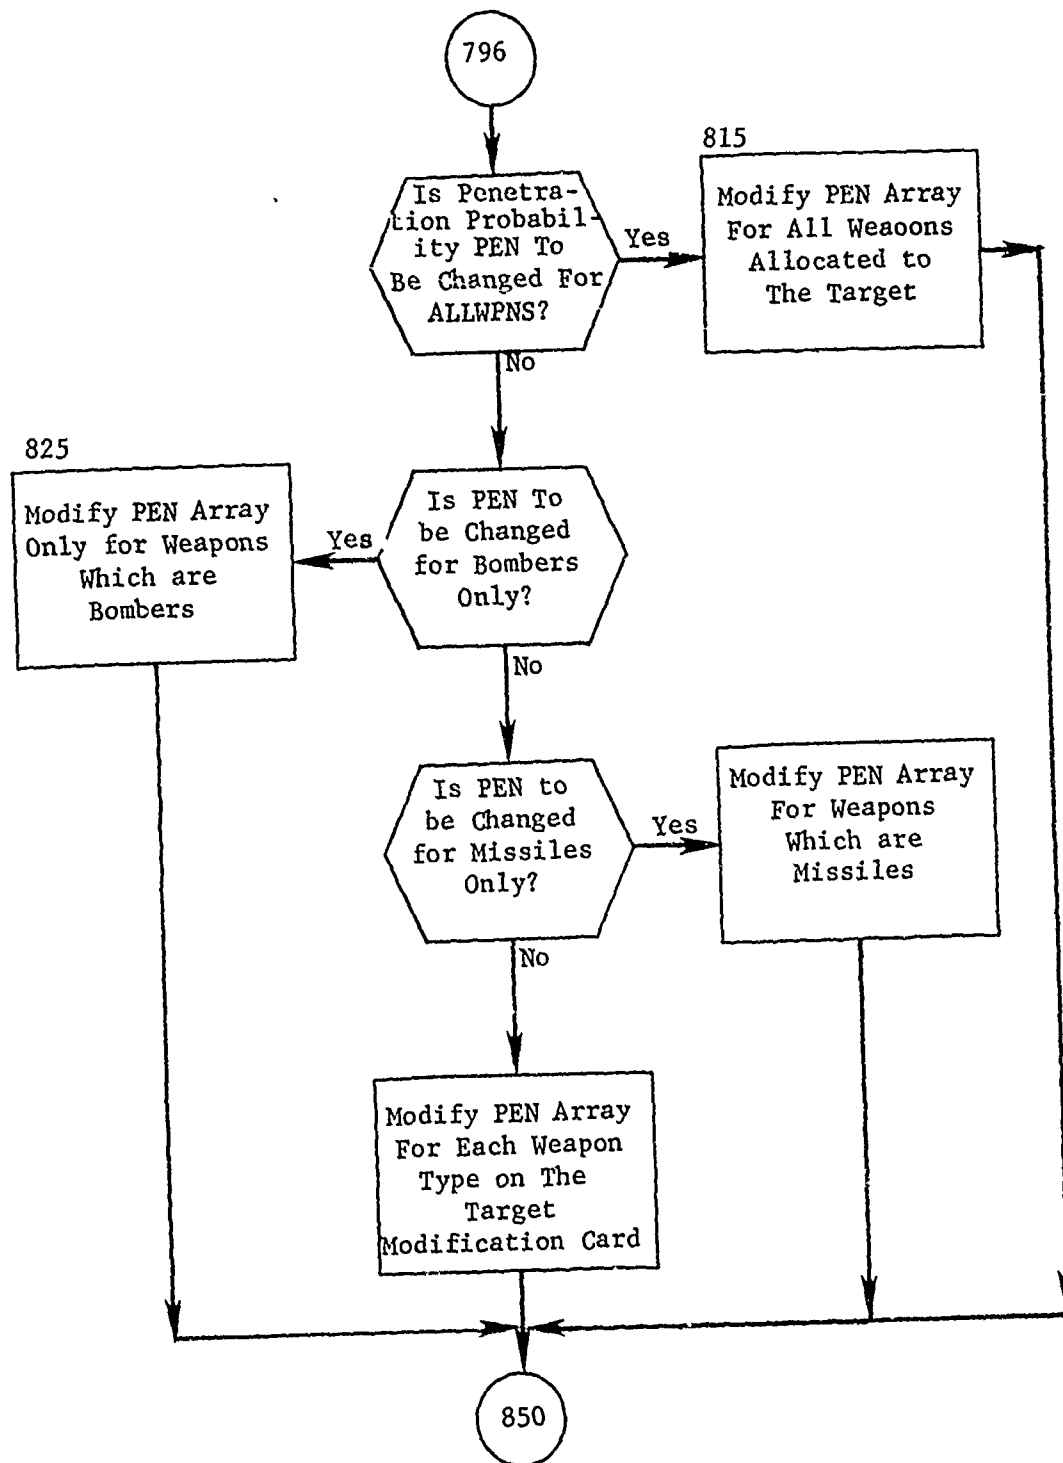 796
Is Penetra-
tion Probabil-
ity PEN To
Be Changed For
ALLWPNS?
Yes
815
Modify PEN Array
For All Weaoons
Allocated to
The Target
No
825
Modify PEN Array
Only for Weapons
Which are
Bombers
Yes
Is PEN To
be Changed
for Bombers
Only?
No
Is PEN to
be Changed
for Missiles
Only?
Yes
Modify PEN Array
For Weapons
Which are
Missiles
No
Modify PEN Array
For Each Weapon
Type on The
Target
Modification Card
850